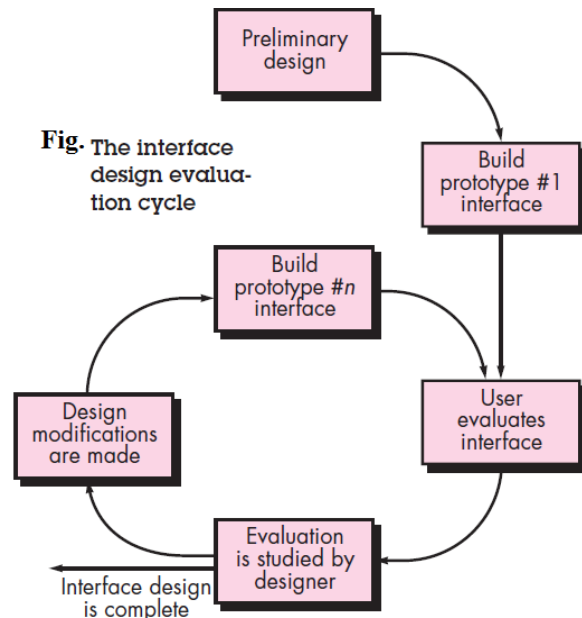 Preliminary
design
Fig. The interface
design evalua-
tion cycle
Build
prototype #1
interface
Build
prototype #n
interface
User
evaluates
interface
Design
modifications
are made
Evaluation
is studied by
designer
Interface design
is complete